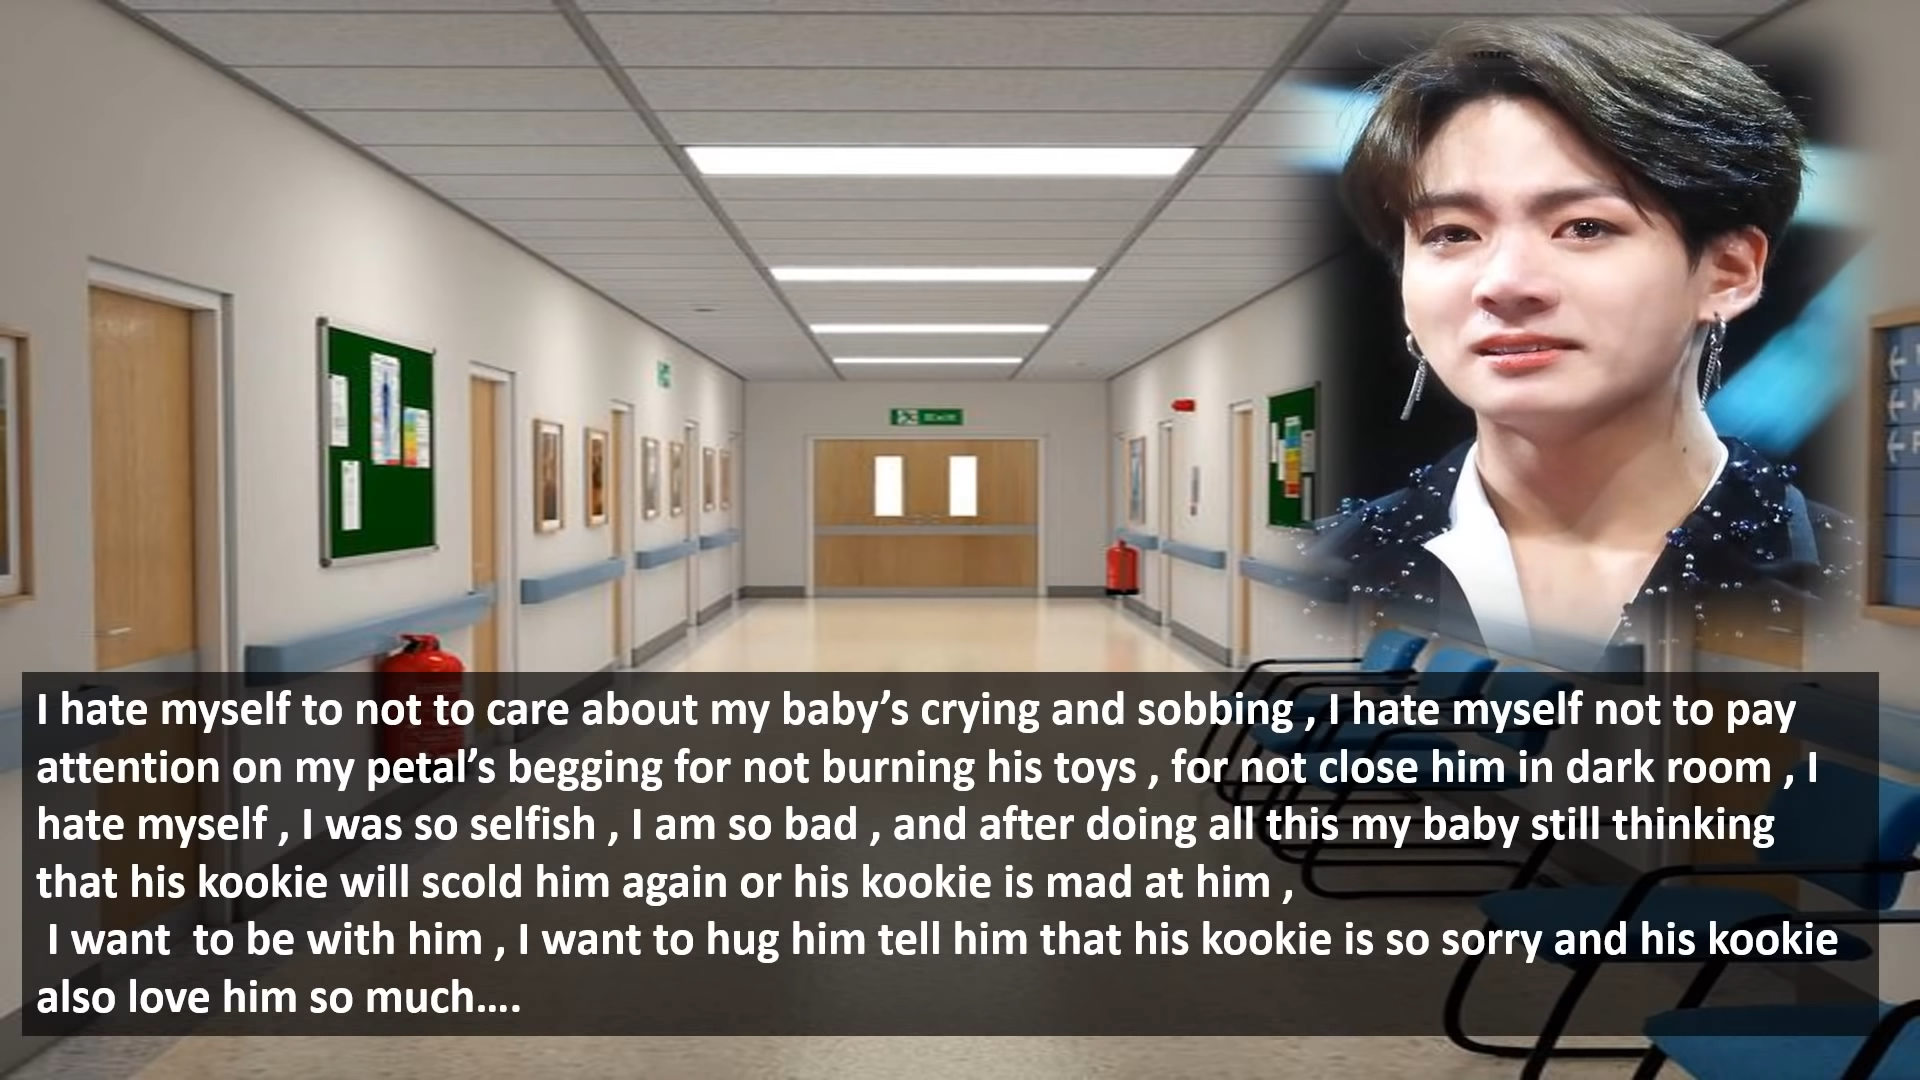 I hate myself to not to care about my baby’s crying and sobbing , I hate myself not to pay
attention on my petal’s begging for not burning his toys , for not close him in dark room , I
hate myself , I was so selfish , I am so bad , and after doing all this my baby still thinking
that his kookie will scold him again or his kookie is mad at him ,
I want to be with him , I want to hug him tell him that his kookie is so sorry and his kookie
also love him so much….